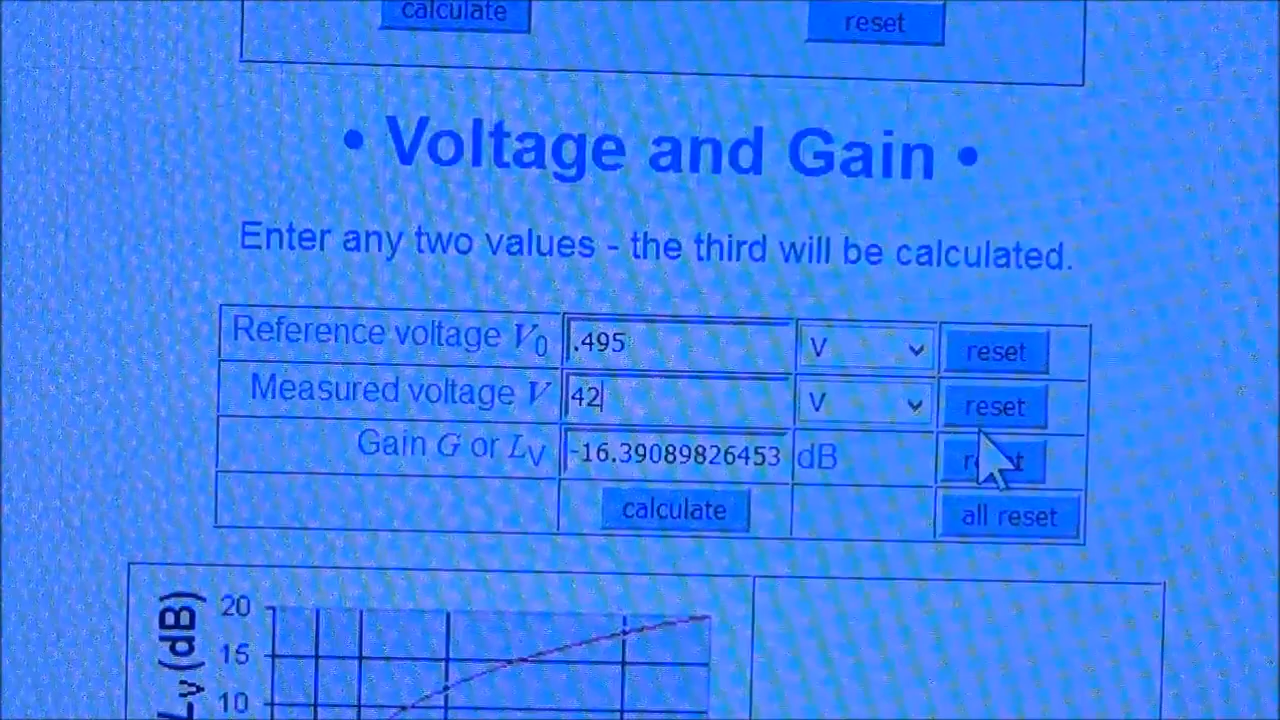 calculate reset
• Voltage and Gain •
Enter any two values - the third will be calculated.
Reference voltage V0 .495 V reset
Measured voltage V 42 V reset
Gain G or LV -16.39089826453 dB
calculate all reset
LV (dB)
20
15
10